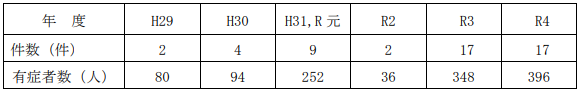 年　度 H29 H30 H31,R 元 R2 R3 R4
件数（件） 2 4 9 2 17 17
有症者数（人） 80 94 252 36 348 396